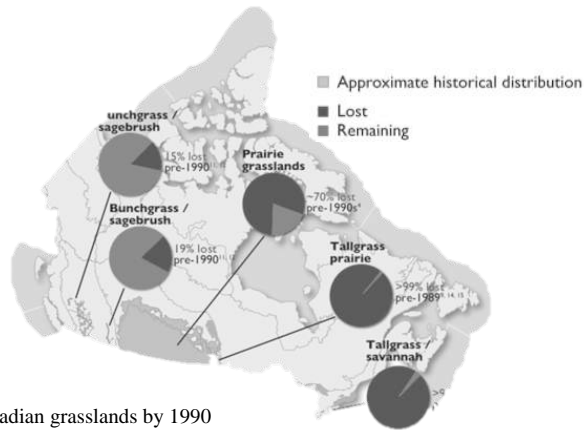 Approximate historical distribution
Lost
Remaining
unchgrass /
sagebrush
15% lost
pre-1990
Prairie
grasslands
~70% lost
pre-1990s
Bunchgrass /
sagebrush
19% lost
pre-1990
Tallgrass
prairie
>99% lost
pre-1989
Tallgrass /
savannah
>9
adian grasslands by 1990